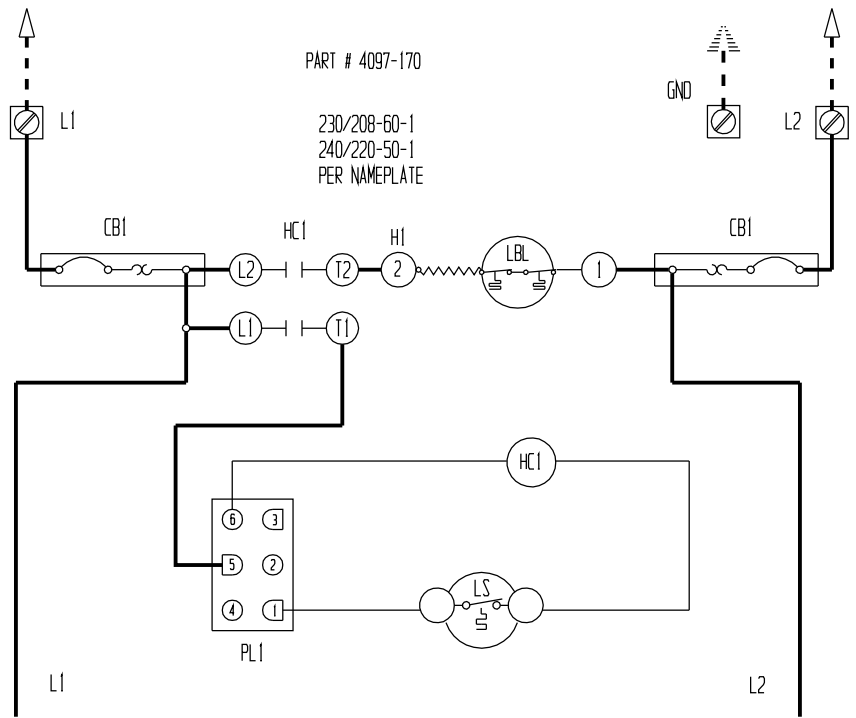 PART # 4097-170
GND
L1
L2
230/208-60-1
240/220-50-1
PER NAMEPLATE
CB1
HC1
H1
LBL
CB1
L2
T2
2
1
L1
T1
HC1
6
3
5
2
LS
4
1
PL1
L1
L2